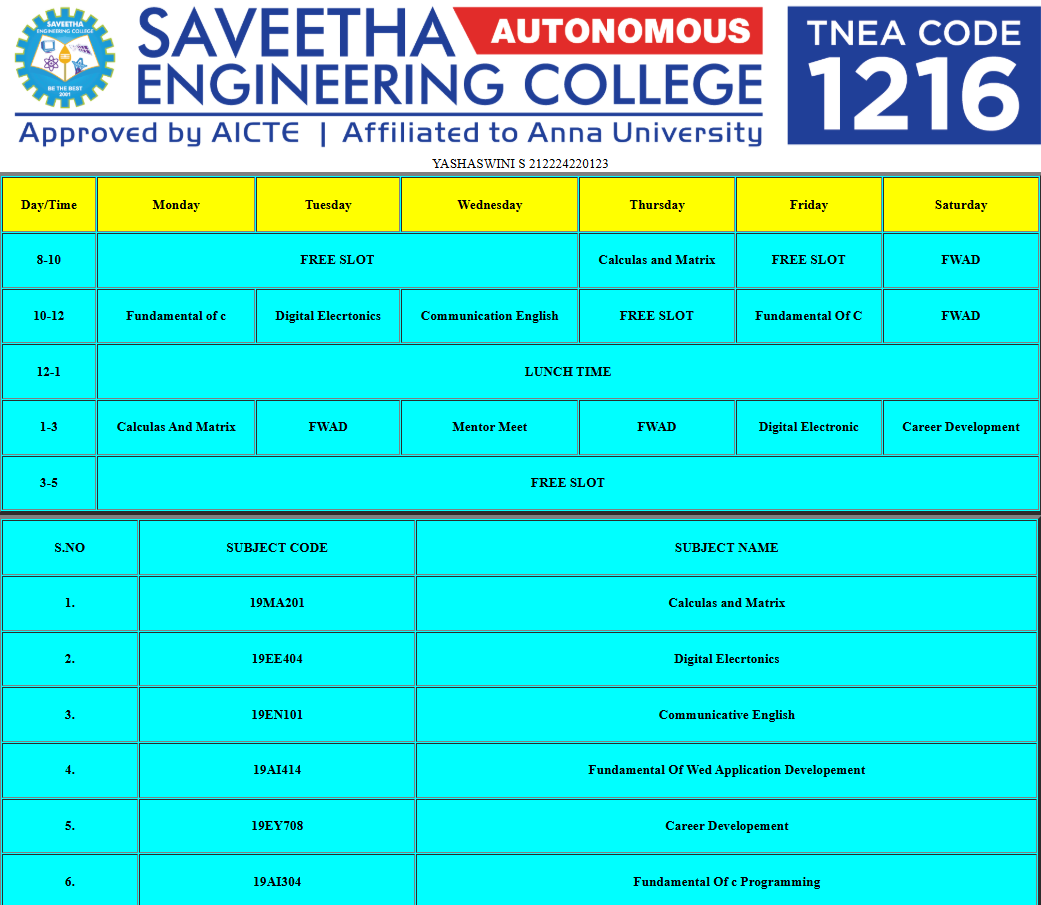 SAVEETHA
ENGINEERING COLLEGE
BE THE BEST
2001
SAVEETHA AUTONOMOUS
ENGINEERING COLLEGE
Approved by AICTE | Affiliated to Anna University
TNEA CODE
1216
YASHASWINI S 212224220123
Day/Time Monday Tuesday Wednesday Thursday Friday Saturday
8-10 FREE SLOT Calculas and Matrix FREE SLOT FWAD
10-12 Fundamental of c Digital Elecrtonics Communication English FREE SLOT Fundamental Of C FWAD
12-1 LUNCH TIME
1-3 Calculas And Matrix FWAD Mentor Meet FWAD Digital Electronic Career Development
3-5 FREE SLOT
S.NO SUBJECT CODE SUBJECT NAME
1. 19MA201 Calculas and Matrix
2. 19EE404 Digital Elecrtonics
3. 19EN101 Communicative English
4. 19AI414 Fundamental Of Wed Application Developement
5. 19EY708 Career Developement
6. 19AI304 Fundamental Of c Programming